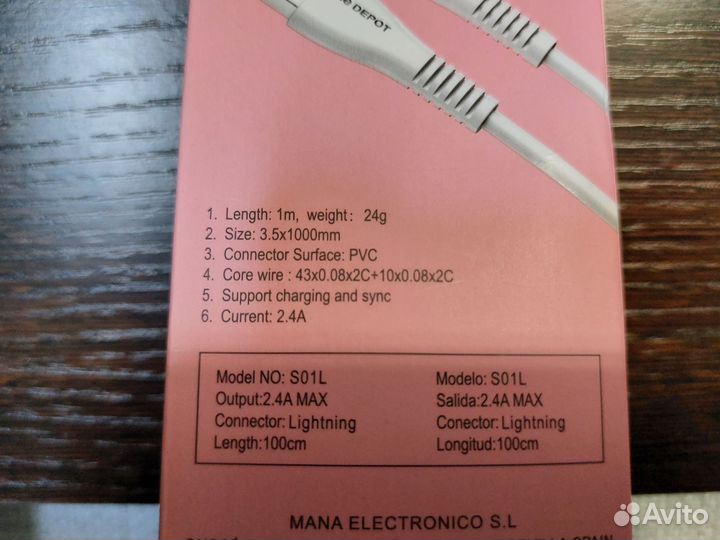 DEPOT
1. Length: 1m, weight: 24g
2. Size: 3.5x1000mm
3. Connector Surface: PVC
4. Core wire : 43x0.08x2C+10x0.08x2C
5. Support charging and sync
6. Current: 2.4A
Model NO: S01L
Output:2.4A MAX
Connector: Lightning
Length:100cm
Modelo: S01L
Salida:2.4A MAX
Conector: Lightning
Longitud:100cm
MANA ELECTRONICO S.L
SPAIN
Avito